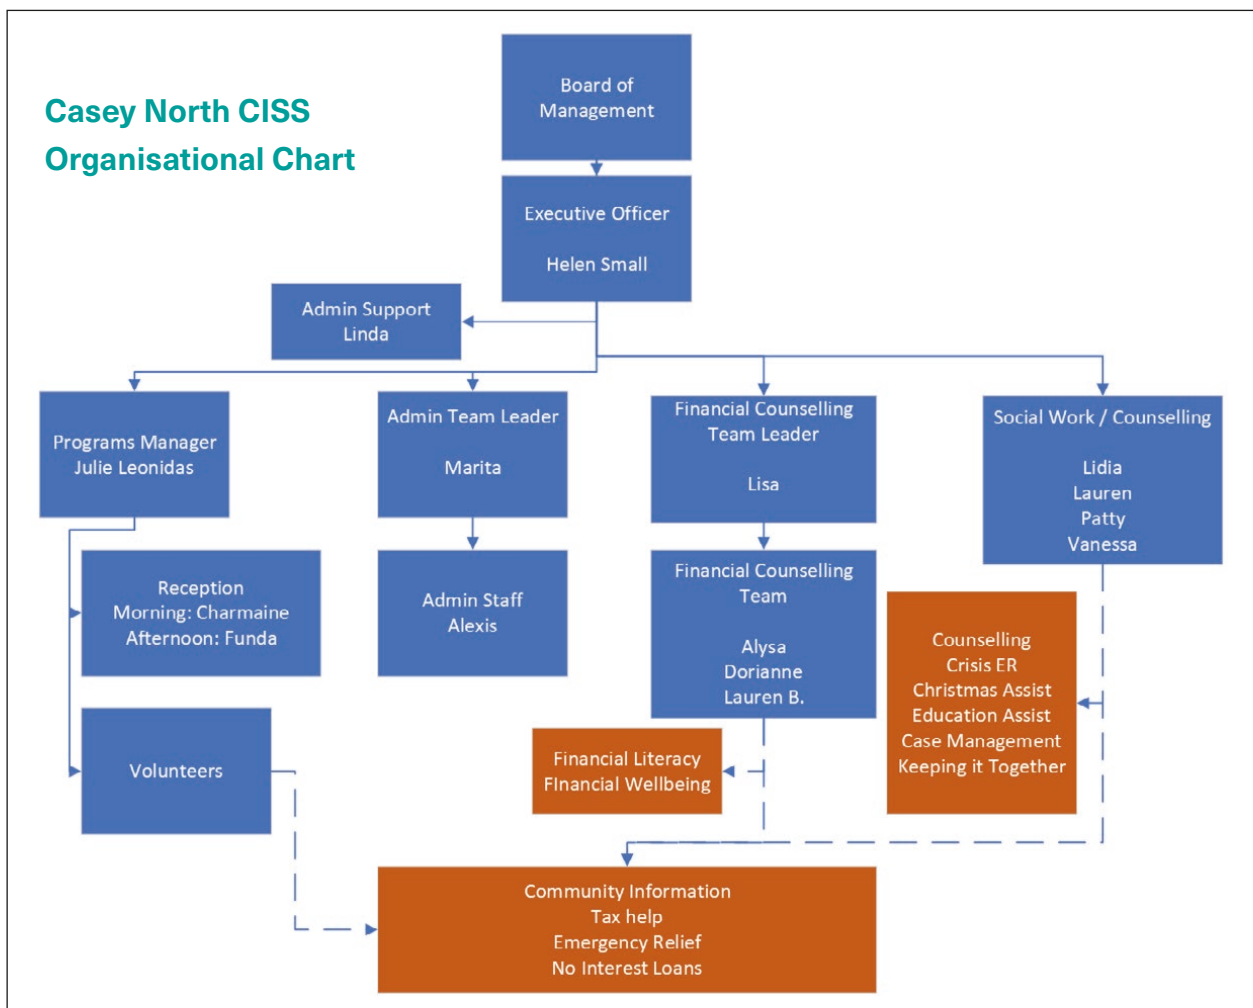 Casey North CISS
Organisational Chart
Board of
Management
Executive Officer
Helen Small
Admin Support
Linda
Programs Manager
Julie Leonidas
Admin Team Leader
Marita
Financial Counselling
Team Leader
Lisa
Social Work / Counselling
Lidia
Lauren
Patty
Vanessa
Reception
Morning: Charmaine
Afternoon: Funda
Admin Staff
Alexis
Financial Counselling
Team
Alysa
Dorianne
Lauren B.
Counselling
Crisis ER
Christmas Assist
Education Assist
Case Management
Keeping it Together
Volunteers
Financial Literacy
FInancial Wellbeing
Community Information
Tax help
Emergency Relief
No Interest Loans